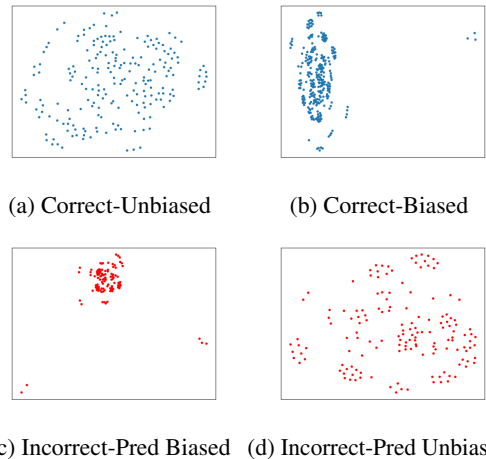 (a) Correct-Unbiased
(b) Correct-Biased
c) Incorrect-Pred Biased
(d) Incorrect-Pred Unbias